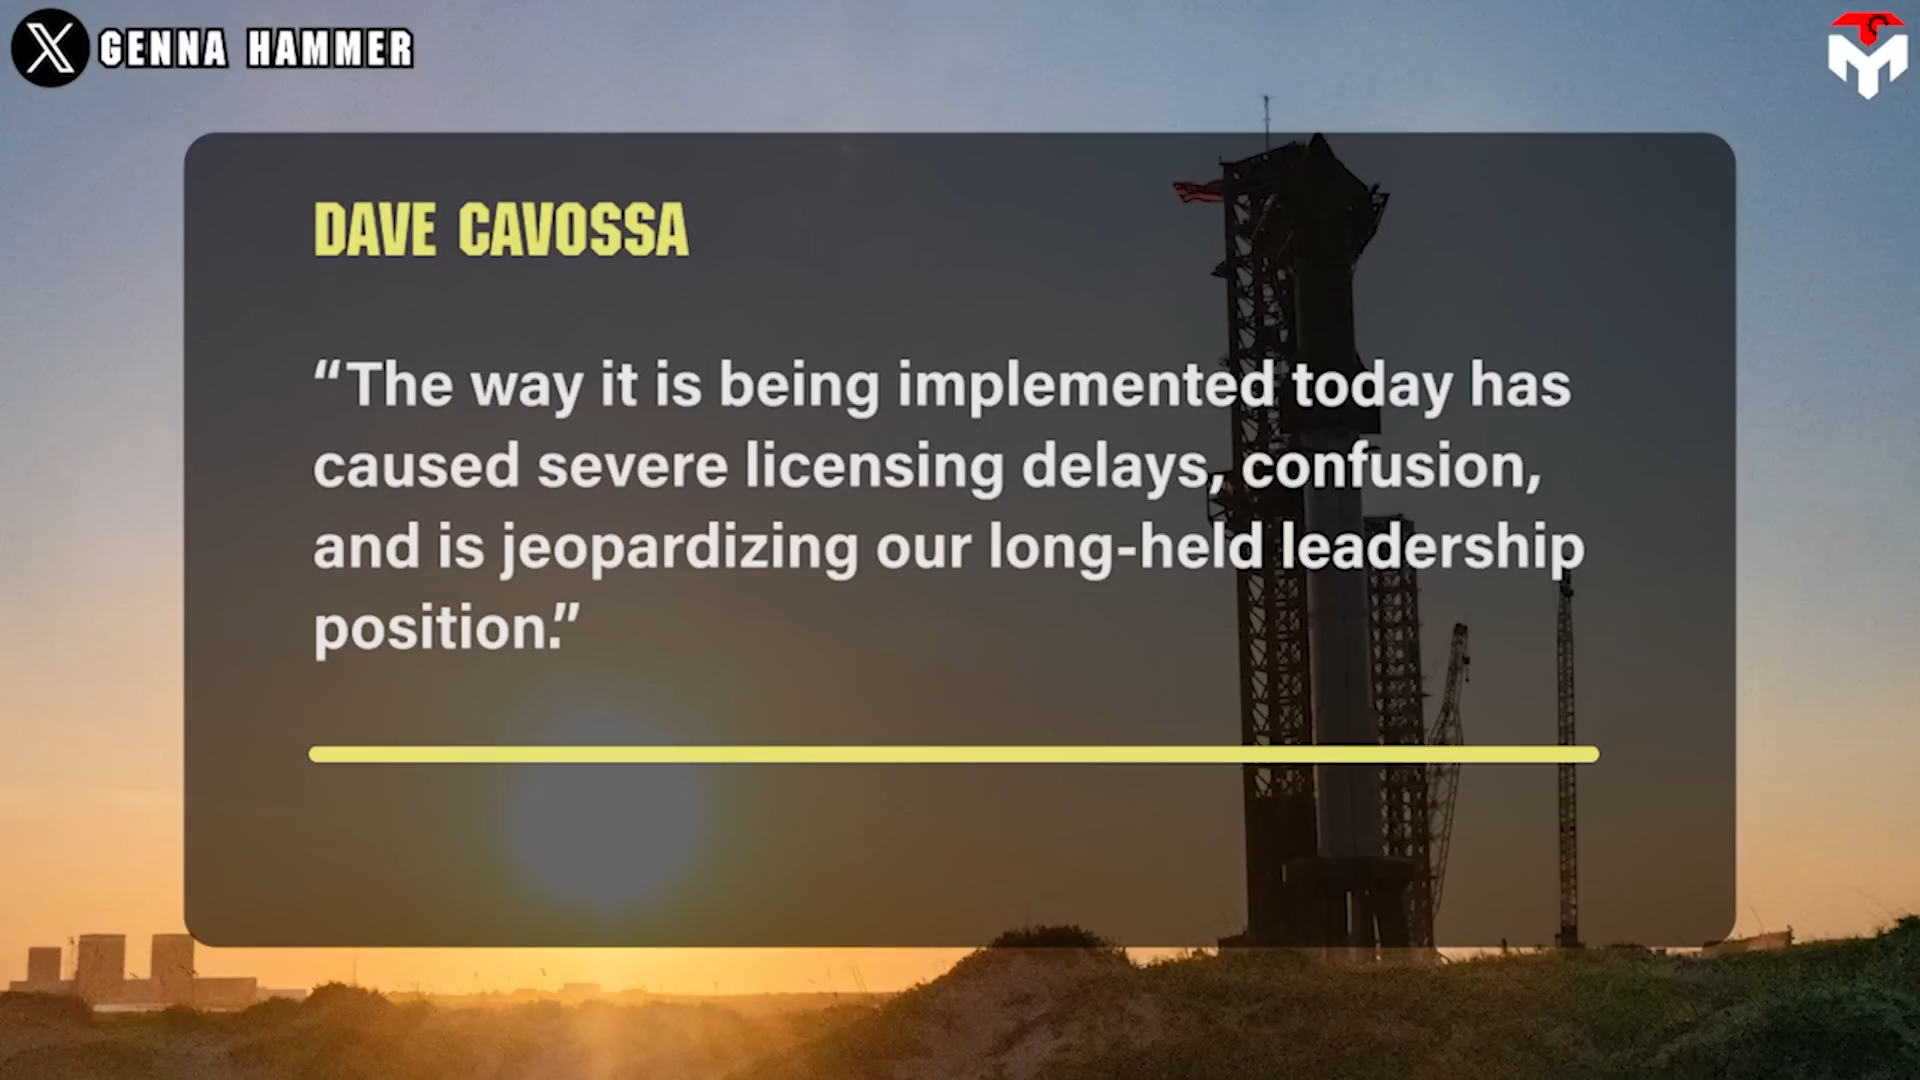 GENNA HAMMER
DAVE CAVOSSA
“The way it is being implemented today has
caused severe licensing delays, confusion,
and is jeopardizing our long-held leadership
position.”